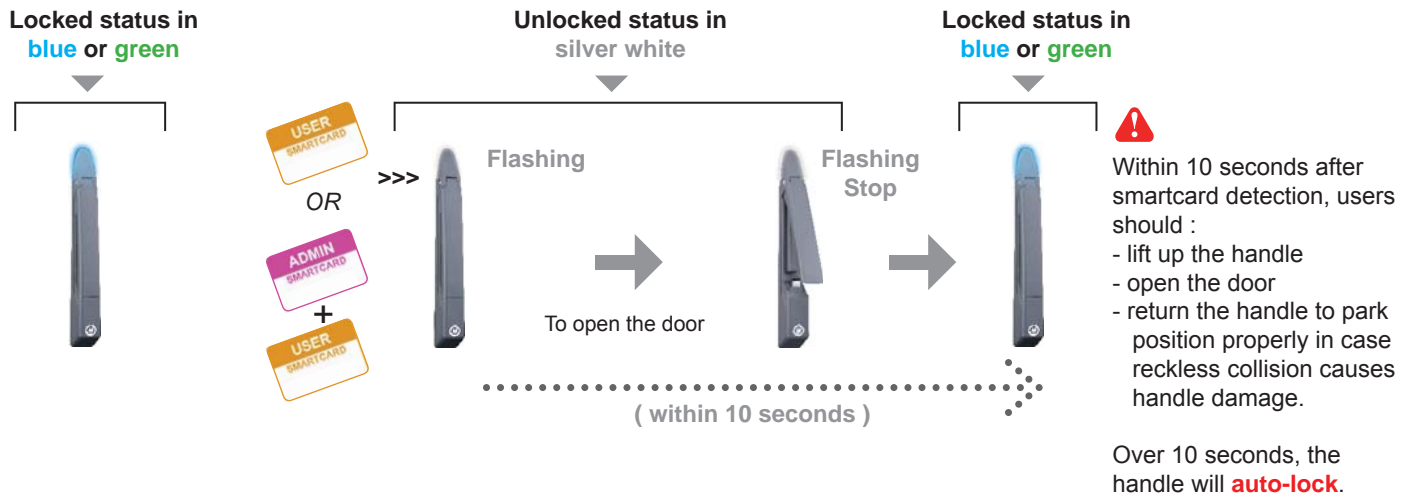 Locked status in
blue or green
Unlocked status in
silver white
Locked status in
blue or green
USER
SMARTCARD
OR
ADMIN
SMARTCARD
+
USER
SMARTCARD
>>>
Flashing
To open the door
Flashing
Stop
( within 10 seconds )
!
Within 10 seconds after
smartcard detection, users
should :
- lift up the handle
- open the door
- return the handle to park
position properly in case
reckless collision causes
handle damage.
Over 10 seconds, the
handle will auto-lock.